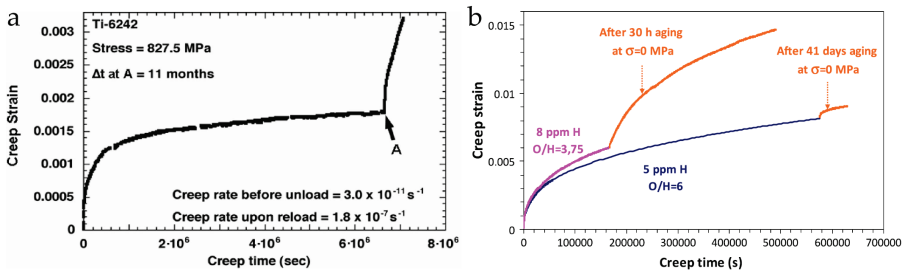 a
Ti-6242
Stress = 827.5 MPa
Δt at A = 11 months
A
Creep rate before unload = 3.0 x 10⁻¹¹ s⁻¹
Creep rate upon reload = 1.8 x 10⁻⁷ s⁻¹
Creep Strain
0.003
0.0025
0.002
0.0015
0.001
0.0005
0
0
2·10⁶
4·10⁶
6·10⁶
8·10⁶
Creep time (sec)
b
After 30 h aging
at σ=0 MPa
After 41 days aging
at σ=0 MPa
8 ppm H
O/H=3,75
5 ppm H
O/H=6
Creep strain
0.015
0.01
0.005
0
0
100000
200000
300000
400000
500000
600000
700000
Creep time (s)